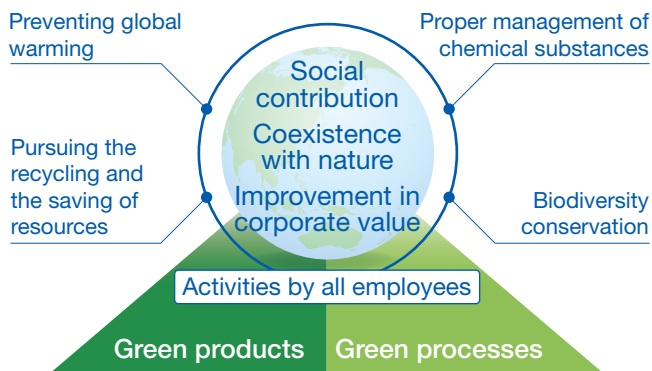 Preventing global
warming
Proper management of
chemical substances
Social
contribution
Coexistence
with nature
Improvement in
corporate value
Pursuing the
recycling and
the saving of
resources
Biodiversity
conservation
Activities by all employees
Green products
Green processes